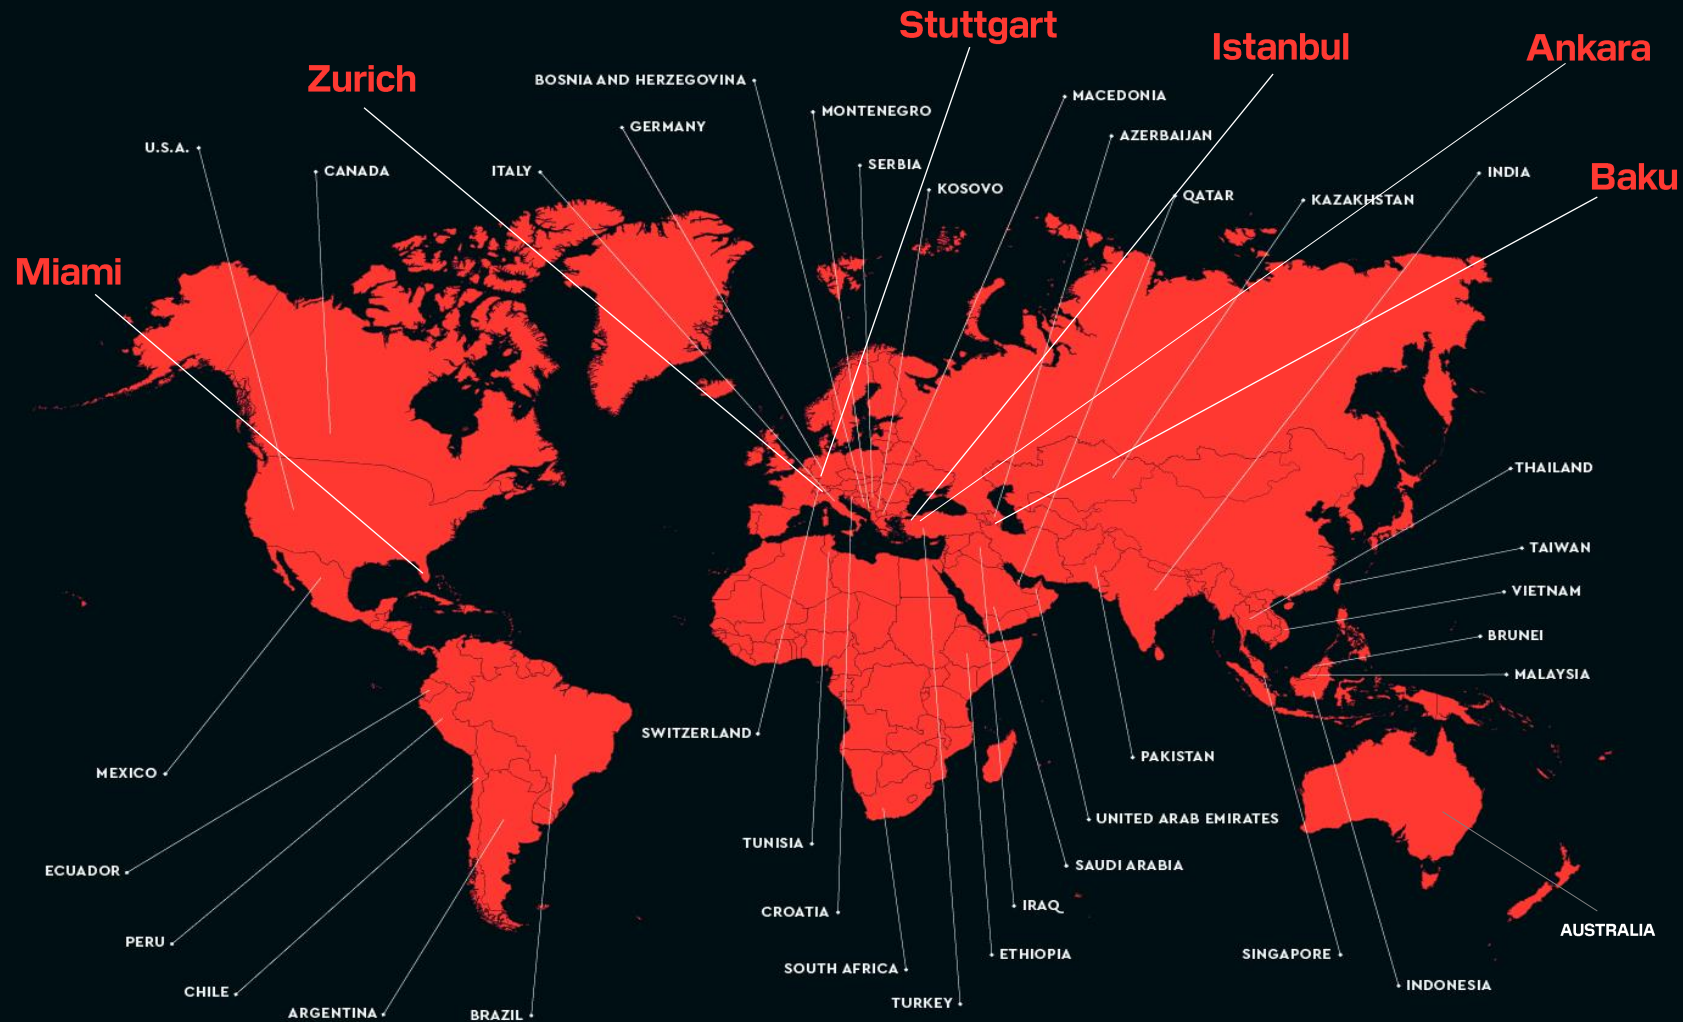 Stuttgart
Istanbul
Ankara
Zurich
BOSNIA AND HERZEGOVINA
MACEDONIA
MONTENEGRO
GERMANY
AZERBAIJAN
U.S.A.
SERBIA
CANADA
ITALY
INDIA
Baku
KOSOVO
QATAR
KAZAKHSTAN
Miami
THAILAND
TAIWAN
VIETNAM
BRUNEI
MALAYSIA
SWITZERLAND
PAKISTAN
MEXICO
UNITED ARAB EMIRATES
TUNISIA
SAUDI ARABIA
ECUADOR
IRAQ
CROATIA
AUSTRALIA
PERU
ETHIOPIA
SINGAPORE
SOUTH AFRICA
INDONESIA
CHILE
TURKEY
ARGENTINA
BRAZIL